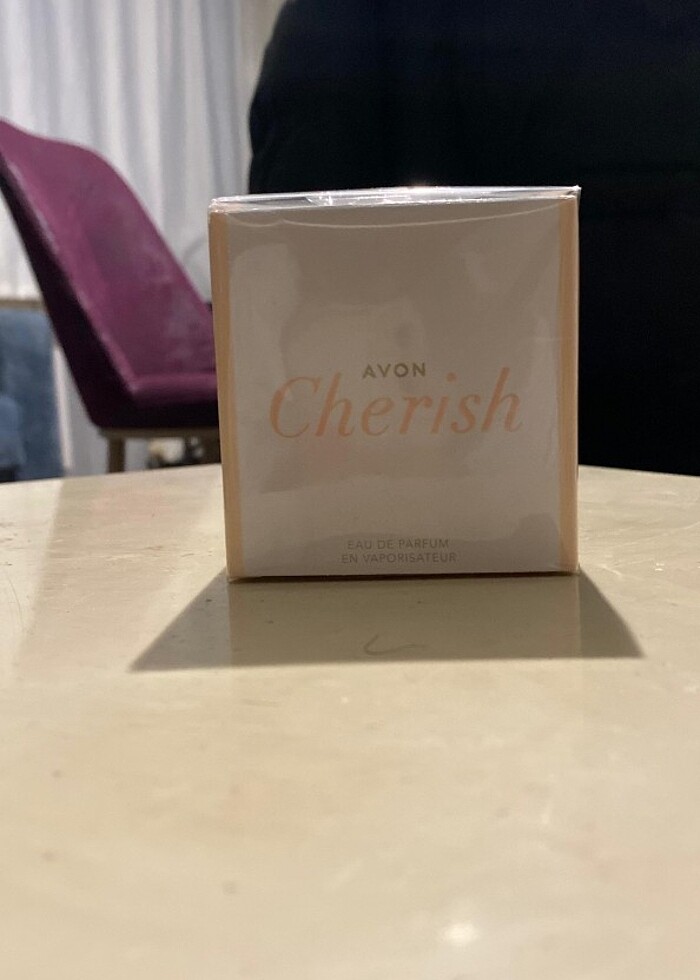 AVON
Cherish
EAU DE PARFUM
EN VAPORISATEUR